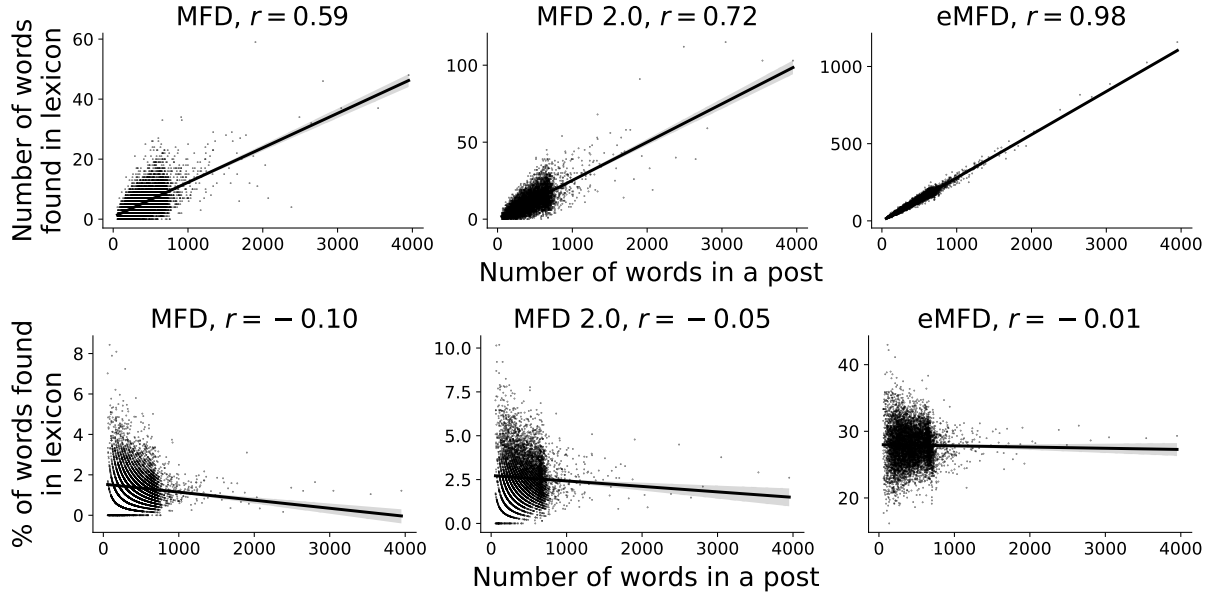 MFD, r = 0.59
MFD 2.0, r = 0.72
eMFD, r = 0.98
Number of words
found in lexicon
60
40
20
0
100
50
0
1000
500
0
0 1000 2000 3000 4000
0 1000 2000 3000 4000
0 1000 2000 3000 4000
Number of words in a post
MFD, r = −0.10
MFD 2.0, r = −0.05
eMFD, r = −0.01
% of words found
in lexicon
8
6
4
2
0
10.0
7.5
5.0
2.5
0.0
40
30
20
0 1000 2000 3000 4000
0 1000 2000 3000 4000
0 1000 2000 3000 4000
Number of words in a post